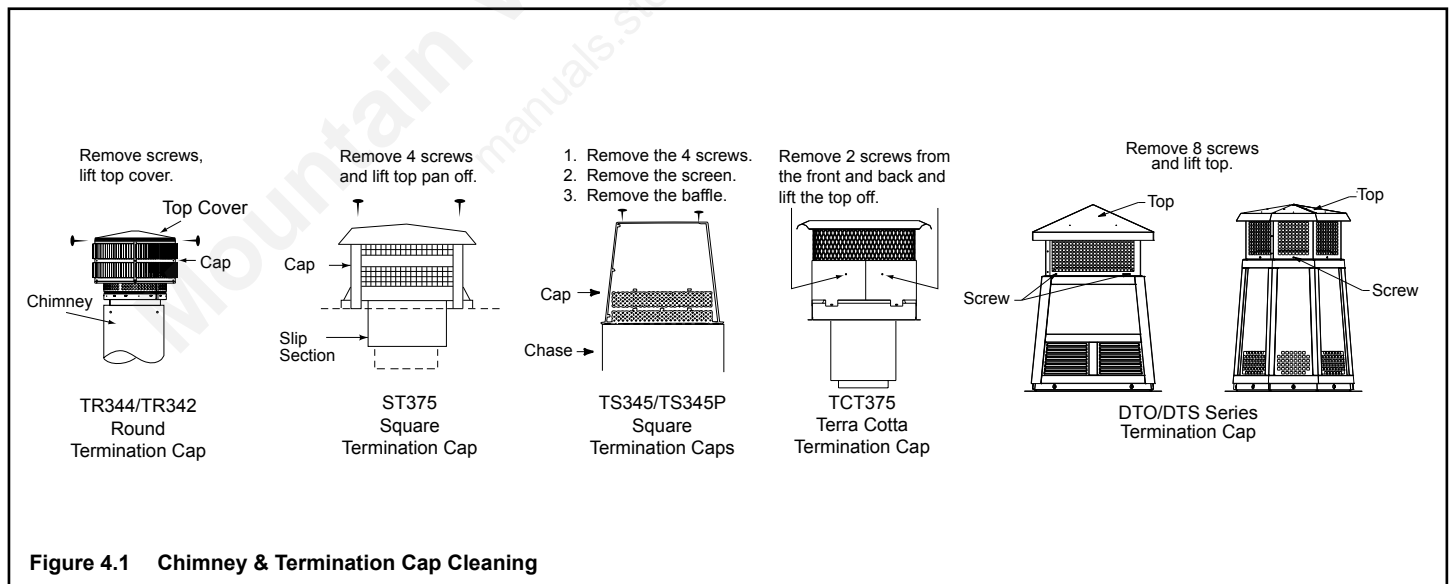 Mountain
manuals.sto
Remove screws,
lift top cover.
Top Cover
Cap
Chimney
TR344/TR342
Round
Termination Cap
Remove 4 screws
and lift top pan off.
Cap
Slip
Section
ST375
Square
Termination Cap
1. Remove the 4 screws.
2. Remove the screen.
3. Remove the baffle.
Cap
Chase
TS345/TS345P
Square
Termination Caps
Remove 2 screws from
the front and back and
lift the top off.
TCT375
Terra Cotta
Termination Cap
Remove 8 screws
and lift top.
Top
Top
Screw
Screw
DTO/DTS Series
Termination Cap
Figure 4.1 Chimney & Termination Cap Cleaning